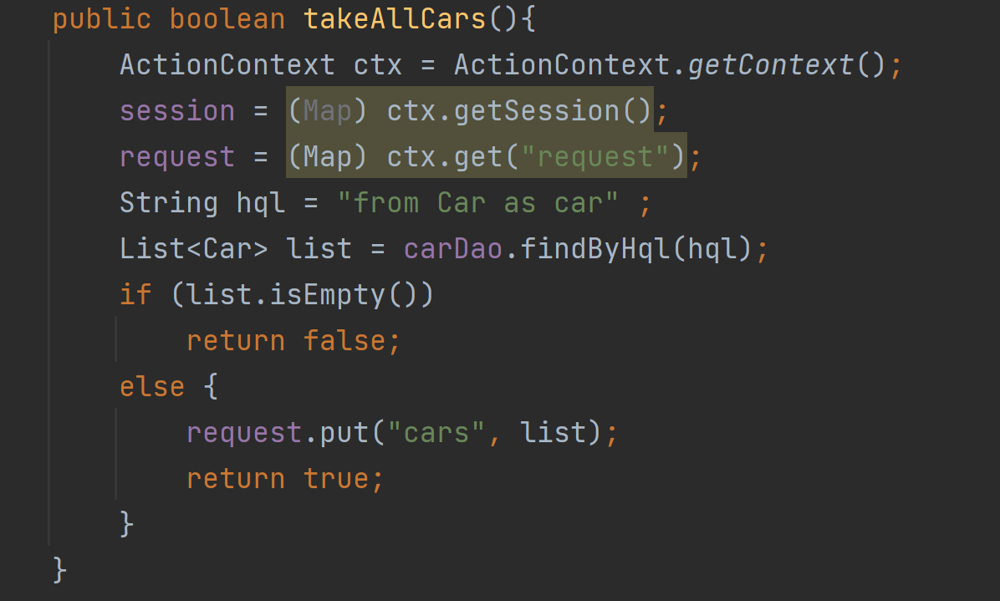 public boolean takeAllCars(){
ActionContext ctx = ActionContext.getContext();
session = (Map) ctx.getSession();
request = (Map) ctx.get("request");
String hql = "from Car as car" ;
List<Car> list = carDao.findByHql(hql);
if (list.isEmpty())
return false;
else {
request.put("cars", list);
return true;
}
}